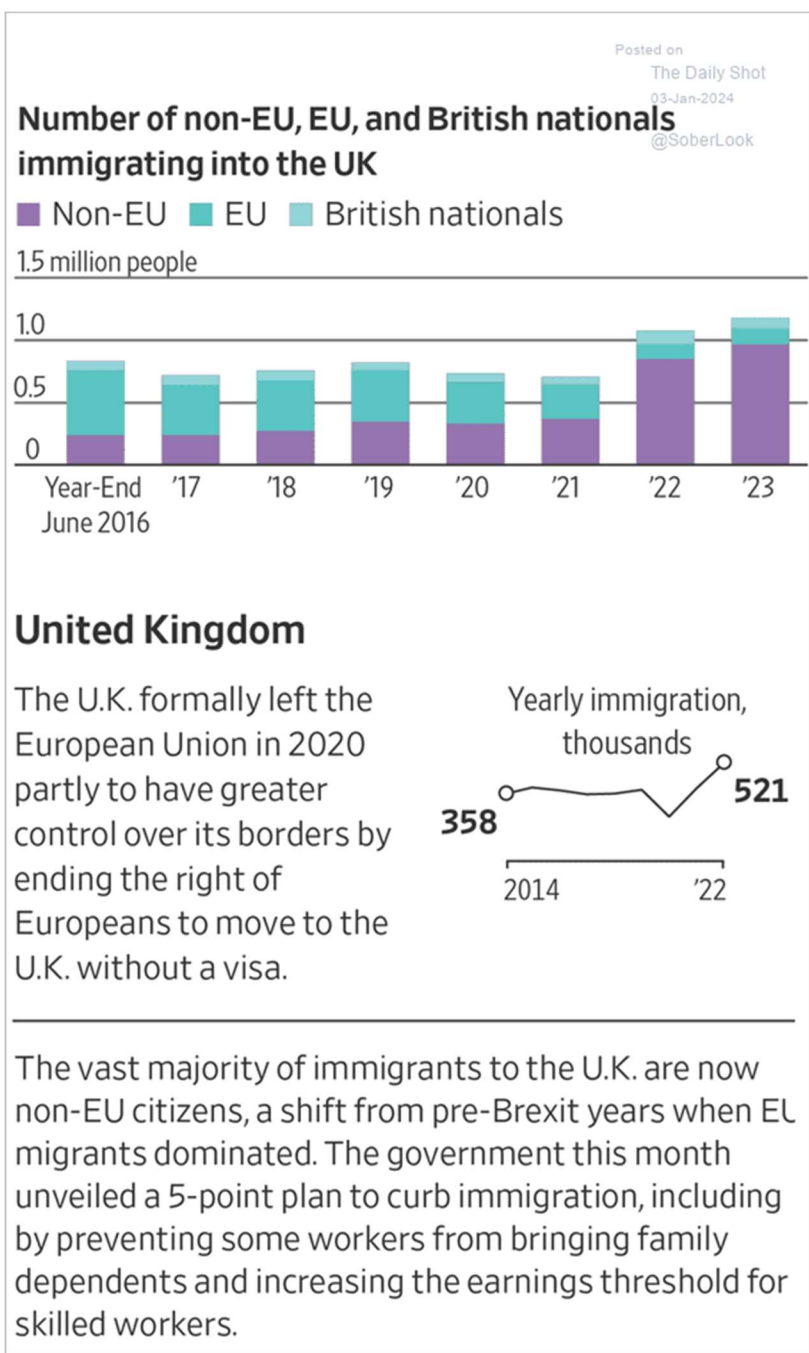 Posted on
The Daily Shot
03-Jan-2024
@SoberLook
Number of non-EU, EU, and British nationals
immigrating into the UK
Non-EU EU British nationals
1.5 million people
1.0
0.5
0
Year-End ’17 ’18 ’19 ’20 ’21 ’22 ’23
June 2016
United Kingdom
The U.K. formally left the
European Union in 2020
partly to have greater
control over its borders by
ending the right of
Europeans to move to the
U.K. without a visa.
Yearly immigration,
thousands
358
521
2014 ’22
The vast majority of immigrants to the U.K. are now
non-EU citizens, a shift from pre-Brexit years when EU
migrants dominated. The government this month
unveiled a 5-point plan to curb immigration, including
by preventing some workers from bringing family
dependents and increasing the earnings threshold for
skilled workers.